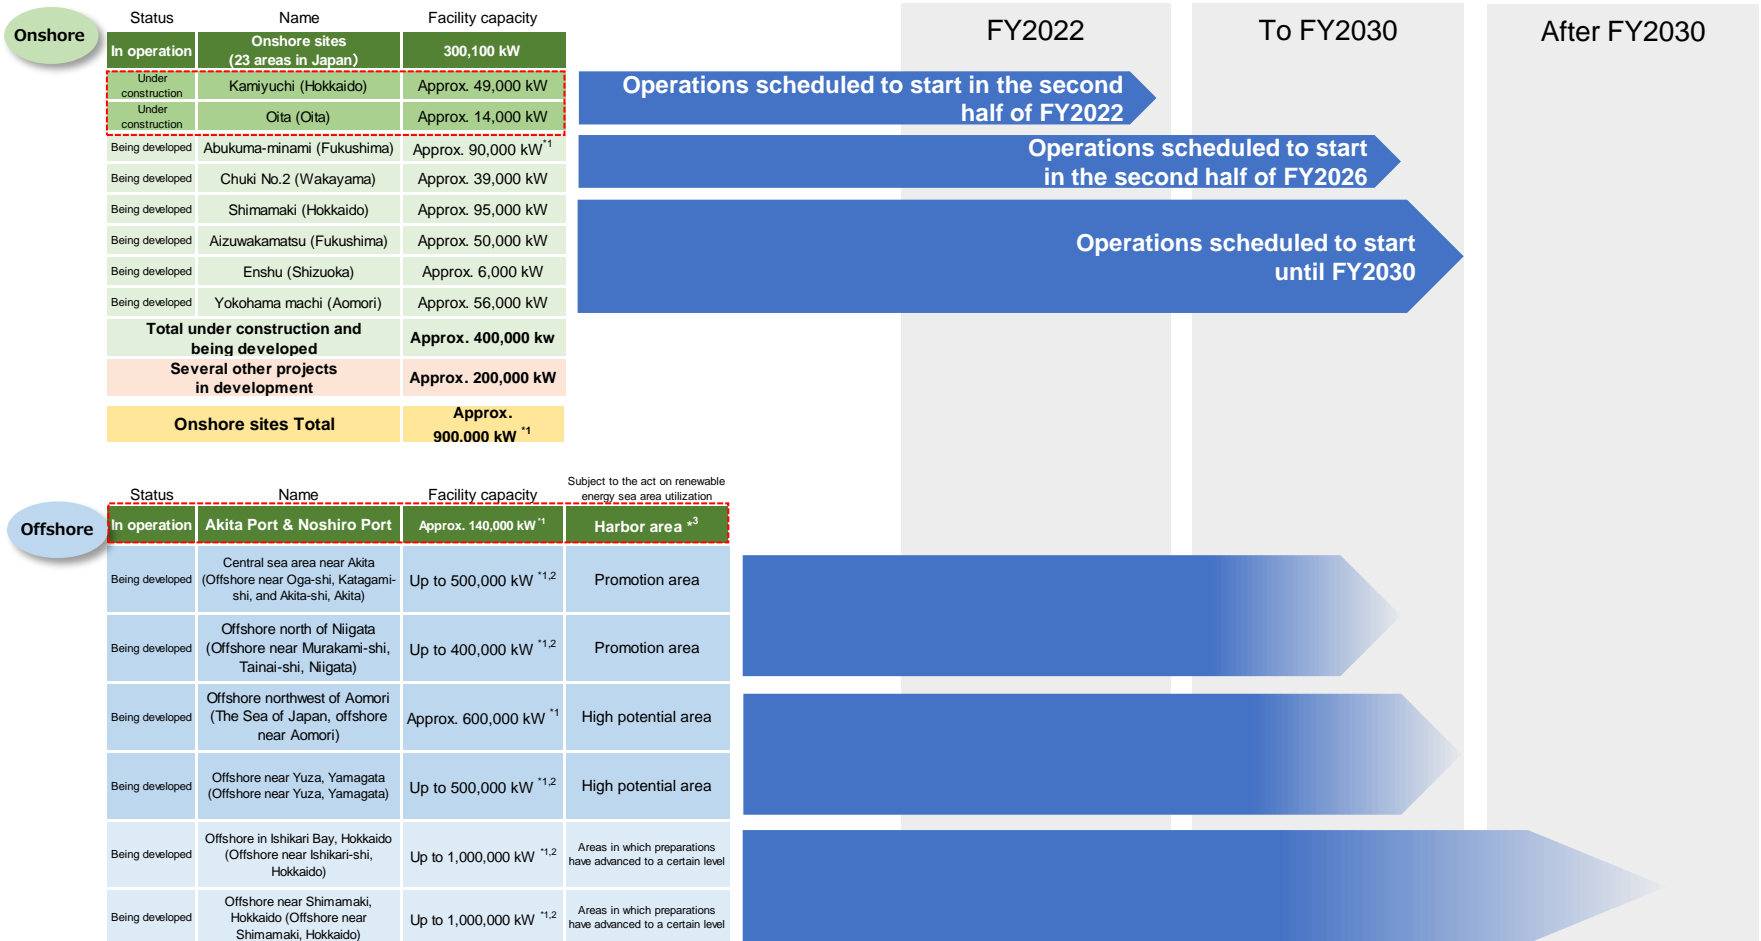 FY2022
To FY2030
After FY2030
Onshore
Status Name Facility capacity
In operation
Onshore sites
(23 areas in Japan)
300,100 kW
Under
construction
Kamiyuchi (Hokkaido)
Approx. 49,000 kW
Under
construction
Oita (Oita)
Approx. 14,000 kW
Operations scheduled to start in the second
half of FY2022
Being developed Abukuma-minami (Fukushima) Approx. 90,000 kW*1
Being developed Chuki No.2 (Wakayama) Approx. 39,000 kW
Operations scheduled to start
in the second half of FY2026
Being developed Shimamaki (Hokkaido) Approx. 95,000 kW
Being developed Aizuwakamatsu (Fukushima) Approx. 50,000 kW
Being developed Enshu (Shizuoka) Approx. 6,000 kW
Being developed Yokohama machi (Aomori) Approx. 56,000 kW
Operations scheduled to start
until FY2030
Total under construction and
being developed
Approx. 400,000 kw
Several other projects
in development
Approx. 200,000 kW
Onshore sites Total
Approx.
900,000 kW *1
Offshore
Status Name Facility capacity
Subject to the act on renewable
energy sea area utilization
In operation Akita Port & Noshiro Port Approx. 140,000 kW*1 Harbor area *3
Being developed
Central sea area near Akita
(Offshore near Oga-shi, Katagami-
shi, and Akita-shi, Akita)
Up to 500,000 kW *1,2
Promotion area
Being developed
Offshore north of Niigata
(Offshore near Murakami-shi,
Tainai-shi, Niigata)
Up to 400,000 kW *1,2
Promotion area
Being developed
Offshore northwest of Aomori
(The Sea of Japan, offshore
near Aomori)
Approx. 600,000 kW *1
High potential area
Being developed
Offshore near Yuza, Yamagata
(Offshore near Yuza, Yamagata)
Up to 500,000 kW *1,2
High potential area
Being developed
Offshore in Ishikari Bay, Hokkaido
(Offshore near Ishikari-shi,
Hokkaido)
Up to 1,000,000 kW *1,2
Areas in which preparations
have advanced to a certain level
Being developed
Offshore near Shimamaki,
Hokkaido (Offshore near
Shimamaki, Hokkaido)
Up to 1,000,000 kW *1,2
Areas in which preparations
have advanced to a certain level